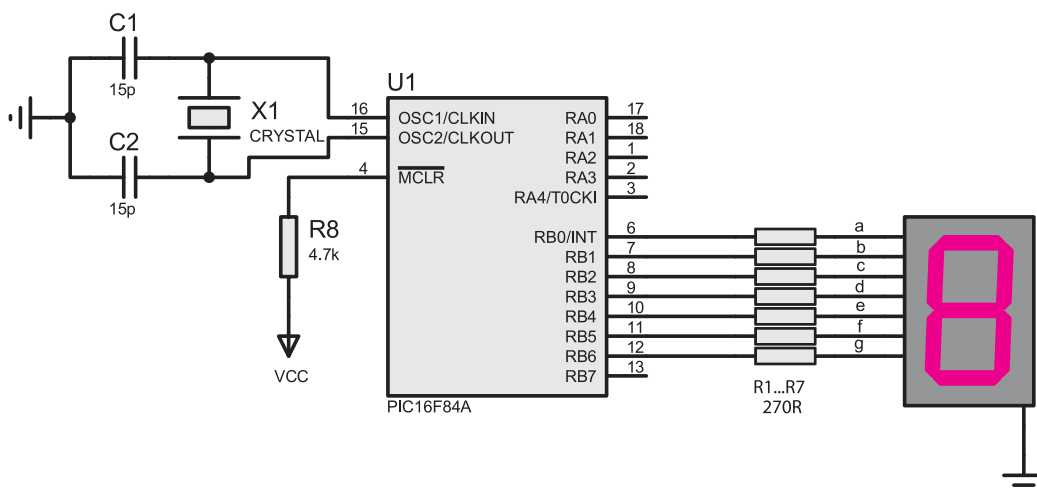 C1
15p
X1
CRYSTAL
C2
15p
U1
16 OSC1/CLKIN
15 OSC2/CLKOUT
4 MCLR
RA0 17
RA1 18
RA2 1
RA3 2
RA4/T0CKI 3
RB0/INT 6
RB1 7
RB2 8
RB3 9
RB4 10
RB5 11
RB6 12
RB7 13
PIC16F84A
R8
4.7k
VCC
a
b
c
d
e
f
g
R1...R7
270R
8